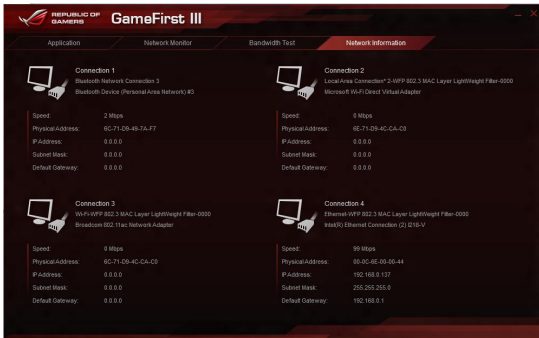 REPUBLIC OF
GAMERS
GameFirst III
Application
Network Monitor
Bandwidth Test
Network Information
Connection 1
Bluetooth Network Connection 3
Bluetooth Device (Personal Area Network) #3
Speed: 2 Mbps
Physical Address: 6C-71-D9-49-7A-F7
IP Address: 0.0.0.0
Subnet Mask: 0.0.0.0
Default Gateway: 0.0.0.0
Connection 2
Local Area Connection* 2-WFP 802.3 MAC Layer LightWeight Filter-0000
Microsoft Wi-Fi Direct Virtual Adapter
Speed: 0 Mbps
Physical Address: 6E-71-D9-4C-CA-C0
IP Address: 0.0.0.0
Subnet Mask: 0.0.0.0
Default Gateway: 0.0.0.0
Connection 3
Wi-Fi-WFP 802.3 MAC Layer LightWeight Filter-0000
Broadcom 802.11ac Network Adapter
Speed: 0 Mbps
Physical Address: 6C-71-D9-4C-CA-C0
IP Address: 0.0.0.0
Subnet Mask: 0.0.0.0
Default Gateway: 0.0.0.0
Connection 4
Ethernet-WFP 802.3 MAC Layer LightWeight Filter-0000
Intel(R) Ethernet Connection (2) I218-V
Speed: 99 Mbps
Physical Address: 00-0C-6E-00-00-44
IP Address: 192.168.0.137
Subnet Mask: 255.255.255.0
Default Gateway: 192.168.0.1